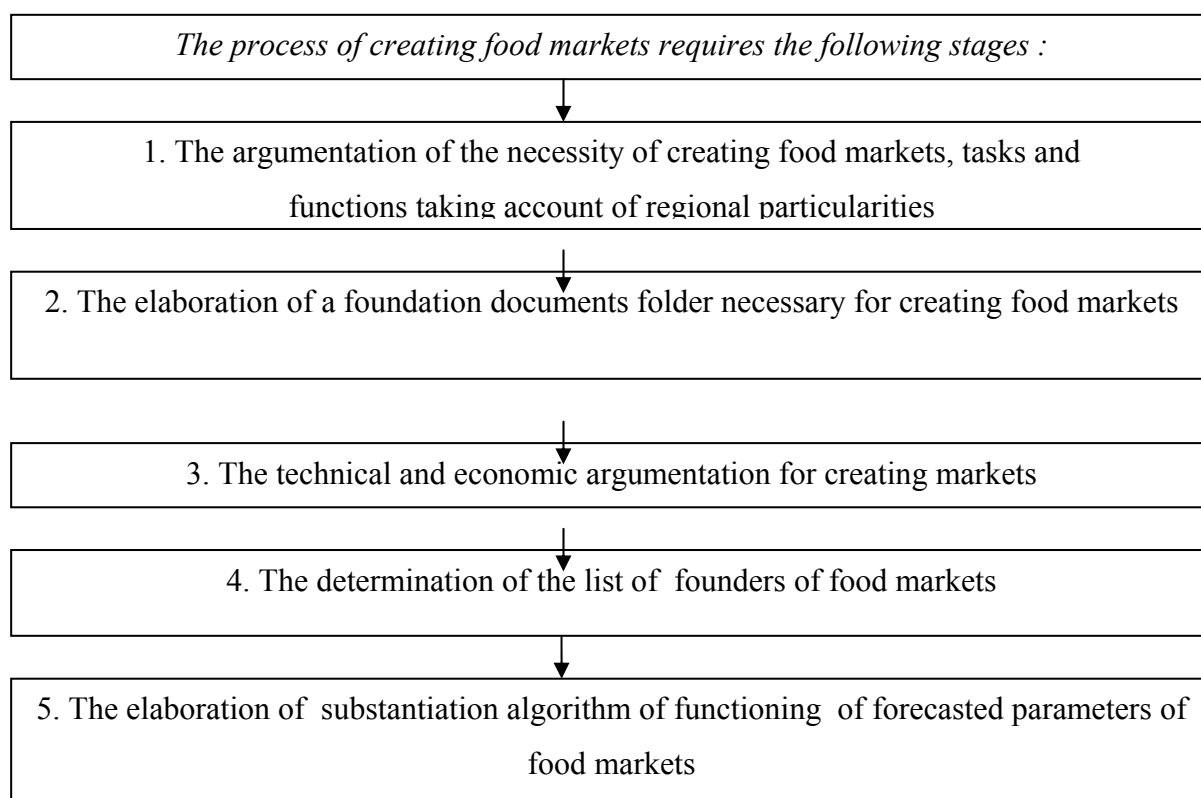 The process of creating food markets requires the following stages :
1. The argumentation of the necessity of creating food markets, tasks and
functions taking account of regional particularities
2. The elaboration of a foundation documents folder necessary for creating food markets
3. The technical and economic argumentation for creating markets
4. The determination of the list of founders of food markets
5. The elaboration of substantiation algorithm of functioning of forecasted parameters of
food markets